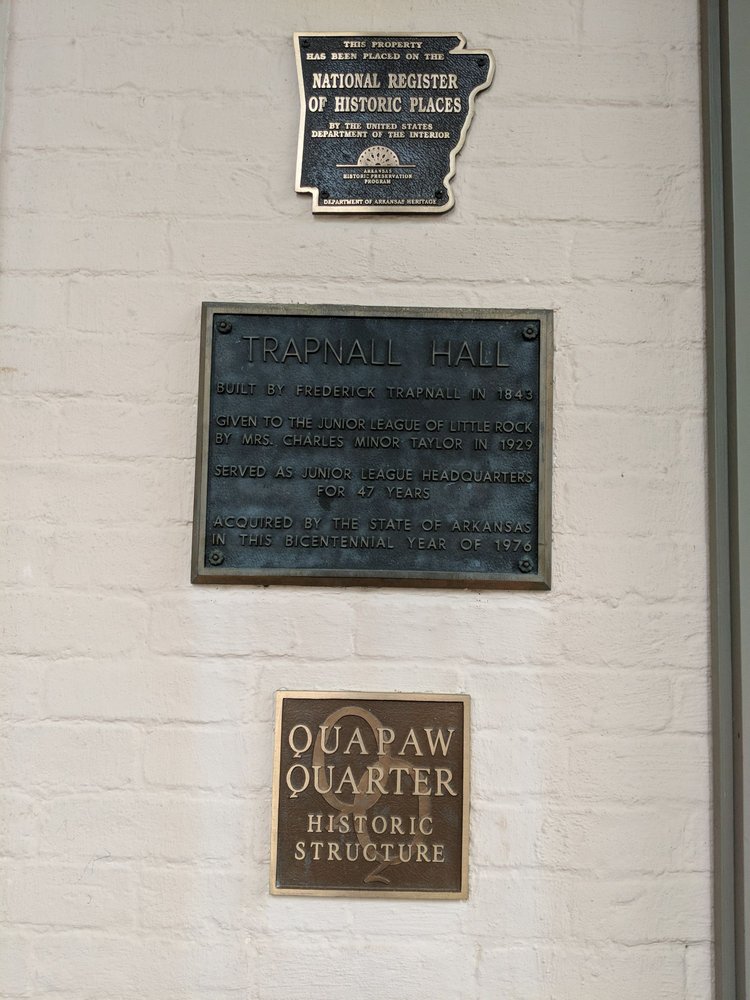 THIS PROPERTY
HAS BEEN PLACED ON THE
NATIONAL REGISTER
OF HISTORIC PLACES
BY THE UNITED STATES
DEPARTMENT OF THE INTERIOR
ARKANSAS
HISTORIC PRESERVATION
PROGRAM
DEPARTMENT OF ARKANSAS HERITAGE
TRAPNALL HALL
BUILT BY FREDERICK TRAPNALL IN 1843
GIVEN TO THE JUNIOR LEAGUE OF LITTLE ROCK
BY MRS. CHARLES MINOR TAYLOR IN 1929
SERVED AS JUNIOR LEAGUE HEADQUARTERS
FOR 47 YEARS
ACQUIRED BY THE STATE OF ARKANSAS
IN THIS BICENTENNIAL YEAR OF 1976
QUAPAW
QUARTER
HISTORIC
STRUCTURE